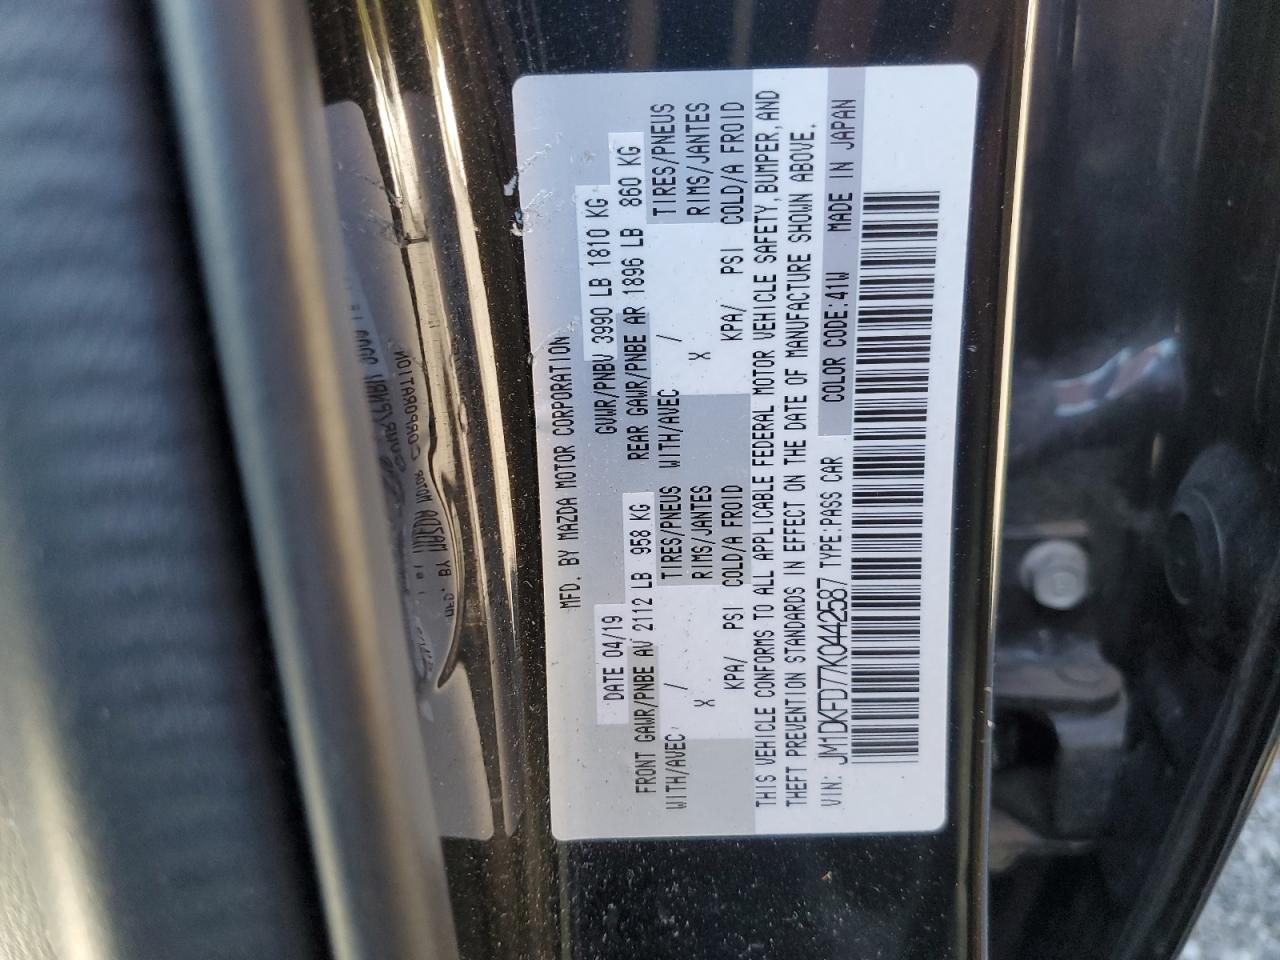 MFD. BY MAZDA MOTOR CORPORATION
DATE 04/19 GVWR/PNBV 3990 LB 1810 KG
FRONT GAWR/PNBE AV 2112 LB 958 KG REAR GAWR/PNBE AR 1896 LB 860 KG
WITH/AVEC / TIRES/PNEUS WITH/AVEC / TIRES/PNEUS
X RIMS/JANTES X RIMS/JANTES
KPA/ PSI COLD/A FROID KPA/ PSI COLD/A FROID
THIS VEHICLE CONFORMS TO ALL APPLICABLE FEDERAL MOTOR VEHICLE SAFETY, BUMPER, AND
THEFT PREVENTION STANDARDS IN EFFECT ON THE DATE OF MANUFACTURE SHOWN ABOVE.
VIN: JM1DKFD77K0442587 TYPE:PASS CAR COLOR CODE:41W MADE IN JAPAN